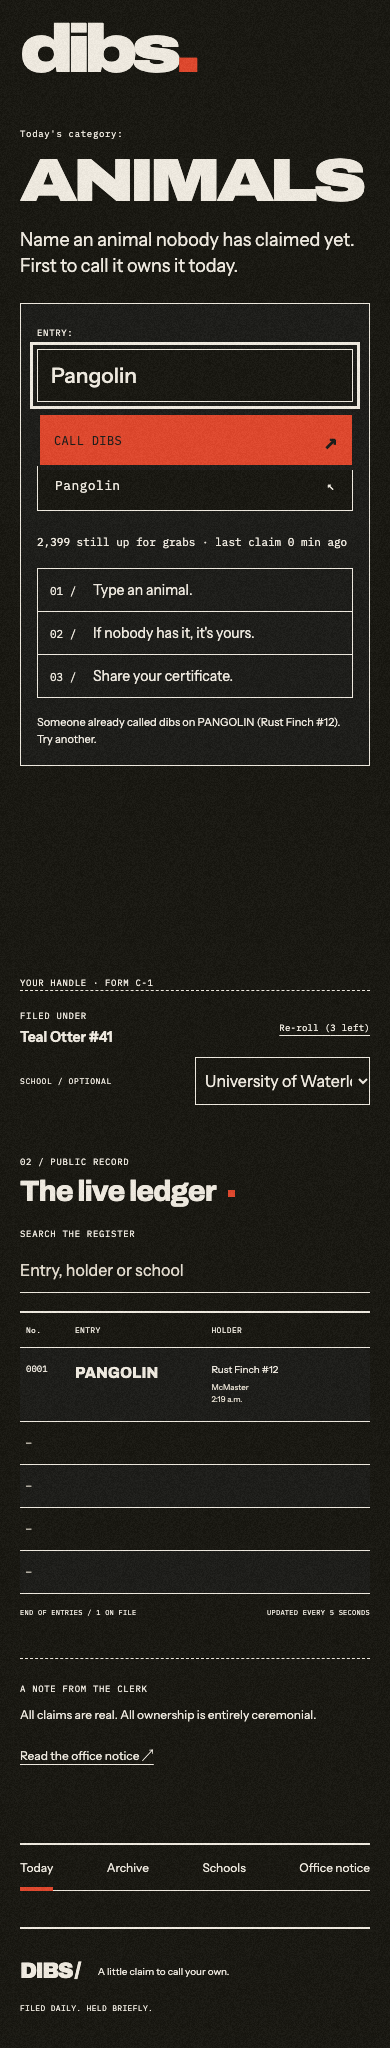 dibs.
Today's category:
ANIMALS
Name an animal nobody has claimed yet.
First to call it owns it today.
ENTRY:
Pangolin
CALL DIBS ↗
Pangolin ↖
2,399 still up for grabs · last claim 0 min ago
01 / Type an animal.
02 / If nobody has it, it's yours.
03 / Share your certificate.
Someone already called dibs on PANGOLIN (Rust Finch #12).
Try another.
YOUR HANDLE · FORM C-1
FILED UNDER
Teal Otter #41
Re-roll (3 left)
SCHOOL / OPTIONAL
University of Waterl
02 / PUBLIC RECORD
The live ledger
SEARCH THE REGISTER
Entry, holder or school
No. ENTRY HOLDER
0001 PANGOLIN Rust Finch #12
McMaster
2:19 a.m.
—
—
—
—
END OF ENTRIES / 1 ON FILE UPDATED EVERY 5 SECONDS
A NOTE FROM THE CLERK
All claims are real. All ownership is entirely ceremonial.
Read the office notice ↗
Today Archive Schools Office notice
DIBS/ A little claim to call your own.
FILED DAILY. HELD BRIEFLY.